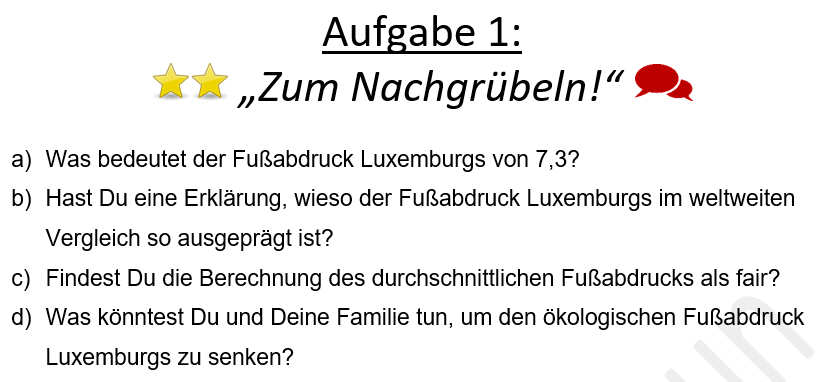 Aufgabe 1:
„Zum Nachgrübeln!“
a) Was bedeutet der Fußabdruck Luxemburgs von 7,3?
b) Hast Du eine Erklärung, wieso der Fußabdruck Luxemburgs im weltweiten
Vergleich so ausgeprägt ist?
c) Findest Du die Berechnung des durchschnittlichen Fußabdrucks als fair?
d) Was könntest Du und Deine Familie tun, um den ökologischen Fußabdruck
Luxemburgs zu senken?